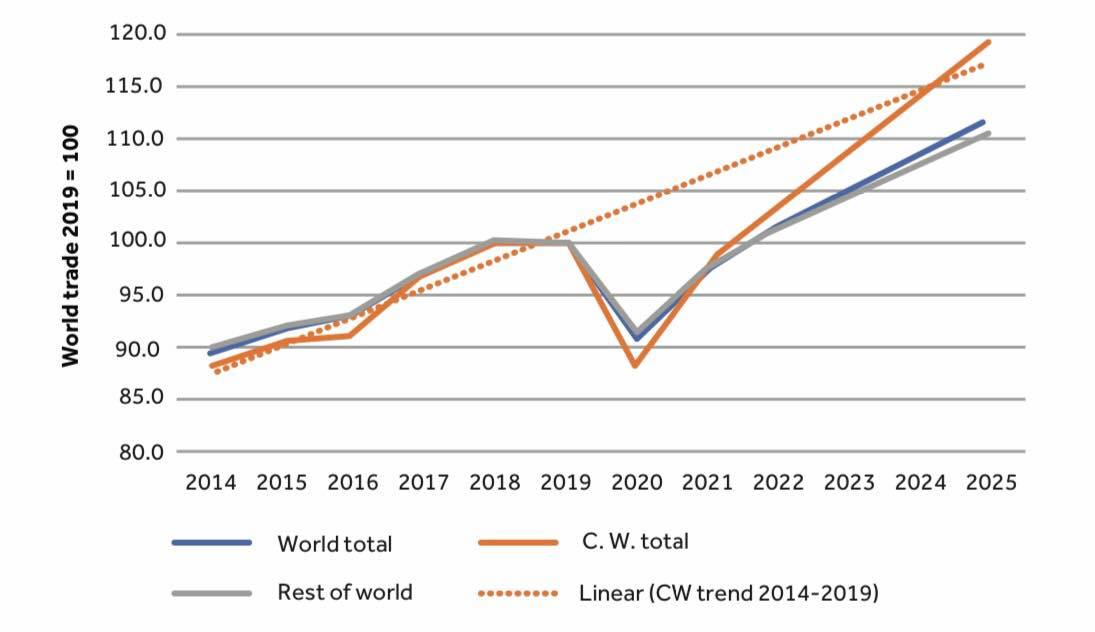 World trade 2019 = 100
120.0
115.0
110.0
105.0
100.0
95.0
90.0
85.0
80.0
2014 2015 2016 2017 2018 2019 2020 2021 2022 2023 2024 2025
World total
C. W. total
Rest of world
Linear (CW trend 2014-2019)